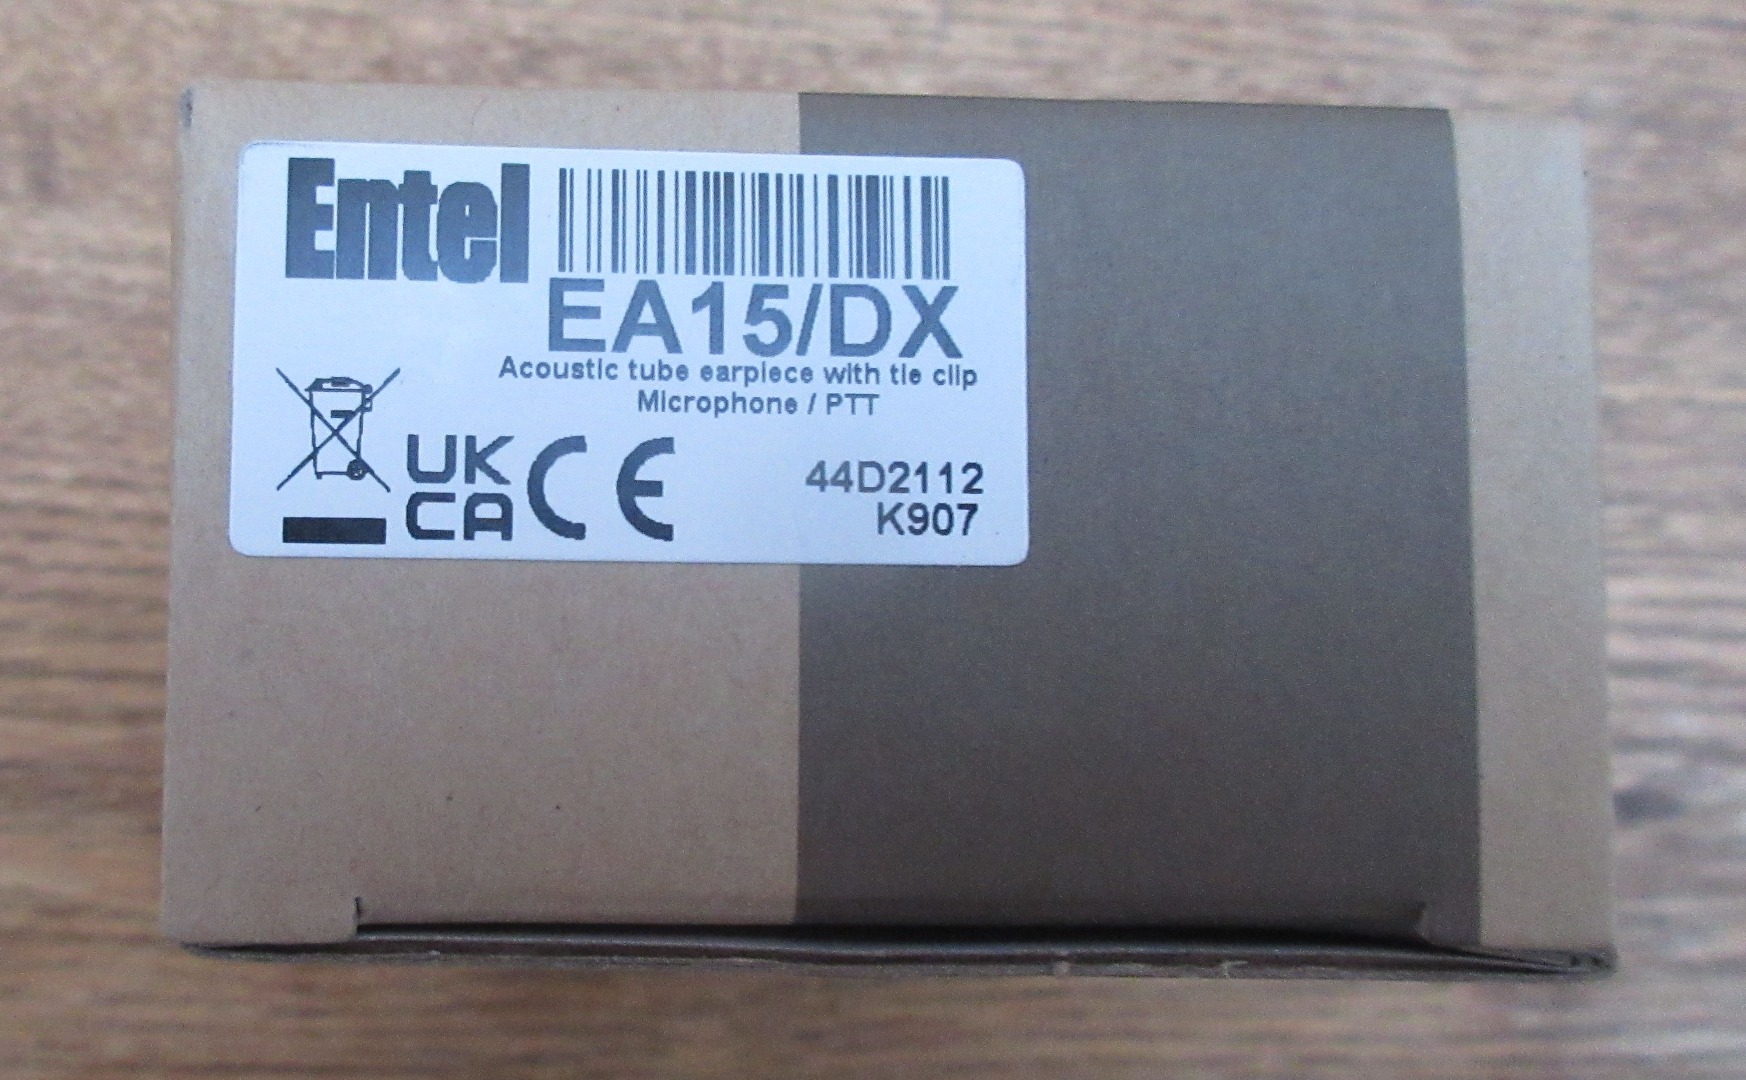 Entel
EA15/DX
Acoustic tube earpiece with tie clip
Microphone / PTT
UK
CA
CE
44D2112
K907